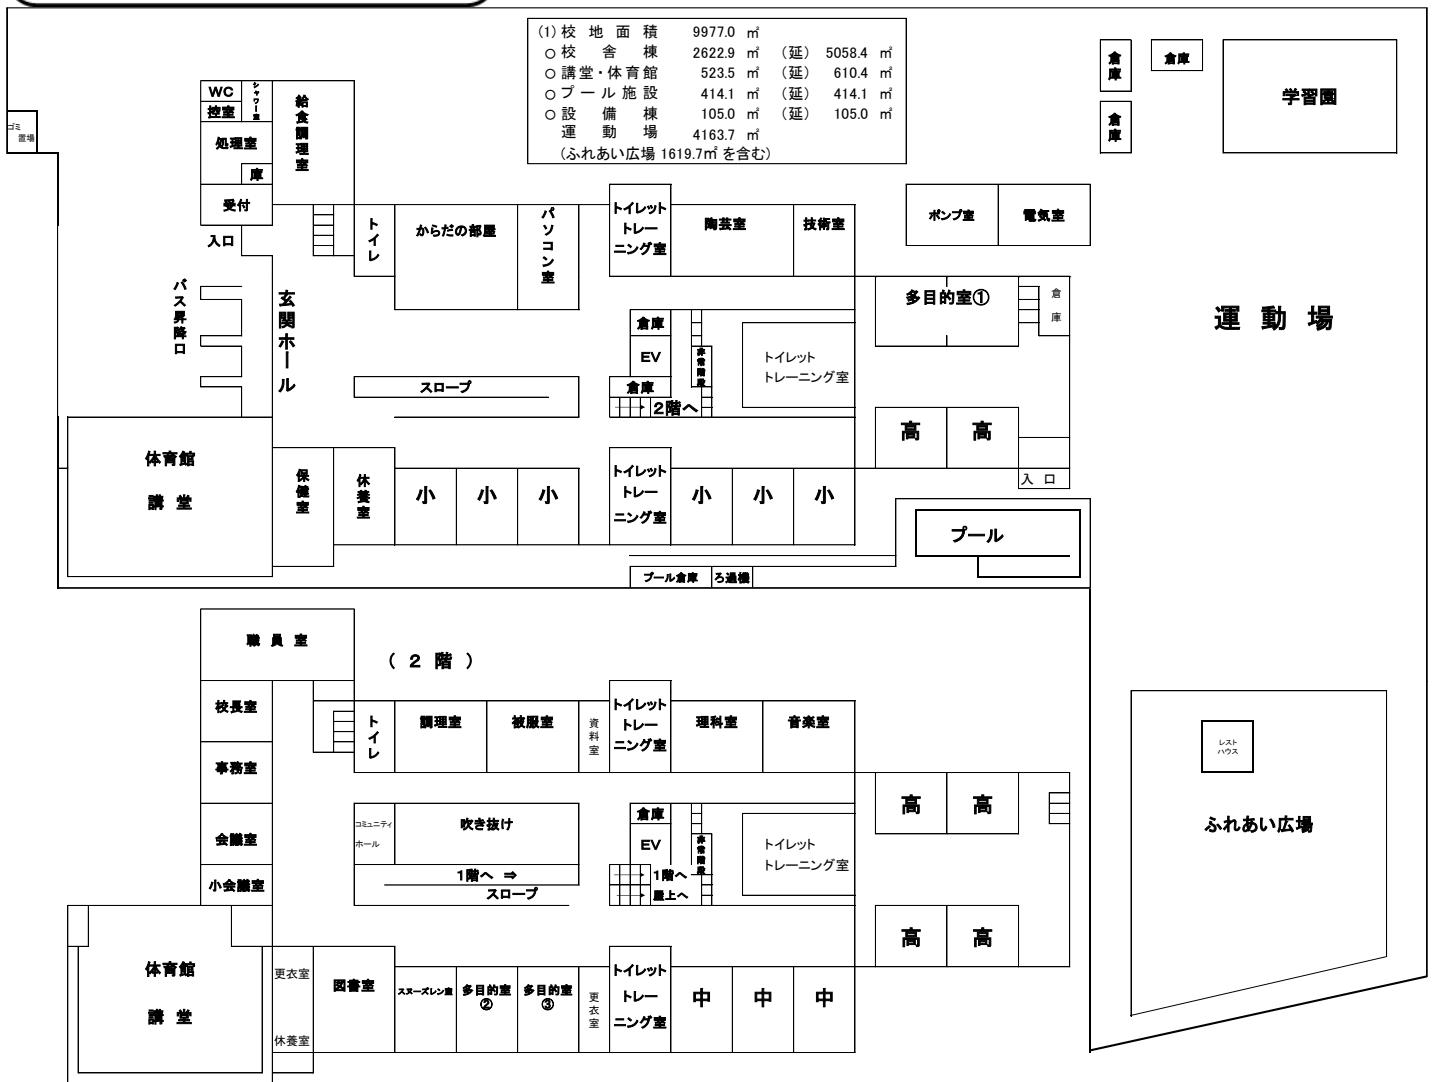 (1) 校 地 面 積 9977.0 ㎡
○ 校 舎 棟 2622.9 ㎡ (延) 5058.4 ㎡
○ 講堂・体育館 523.5 ㎡ (延) 610.4 ㎡
○ プール施設 414.1 ㎡ (延) 414.1 ㎡
○ 設 備 棟 105.0 ㎡ (延) 105.0 ㎡
運 動 場 4163.7 ㎡
(ふれあい広場 1619.7㎡ を含む)
倉庫
倉庫
倉庫
学習園
ゴミ
置場
WC
シャワー室
控室
処理室
庫
受付
入口
給食調理室
トイレ
からだの部屋
パソコン室
トイレット
トレー
ニング室
陶芸室
技術室
ポンプ室
電気室
バス昇降口
玄関ホール
多目的室①
倉庫
運 動 場
倉庫
EV
倉庫
非常階段
トイレット
トレーニング室
スロープ
2階へ
高
高
入 口
体育館
講 堂
保健室
休養室
小
小
小
トイレット
トレー
ニング室
小
小
小
プール
プール倉庫
ろ過機
職 員 室
( 2 階 )
校長室
事務室
会議室
小会議室
トイレ
調理室
被服室
資料室
トイレット
トレー
ニング室
理科室
音楽室
コミュニティ
ホール
吹き抜け
1階へ ⇒
スロープ
倉庫
EV
非常階段
1階へ
屋上へ
トイレット
トレーニング室
高
高
高
高
レスト
ハウス
ふれあい広場
体育館
講 堂
更衣室
休養室
図書室
スヌーズレン室
多目的室
②
多目的室
③
更衣室
トイレット
トレー
ニング室
中
中
中